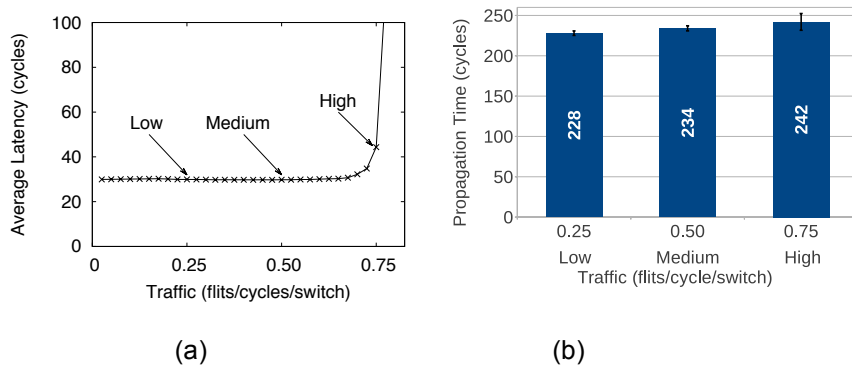 100
80
60
40
20
0
Average Latency (cycles)
Low
Medium
High
0 0.25 0.50 0.75
Traffic (flits/cycles/switch)
(a)
250
200
150
100
50
0
Propagation Time (cycles)
228 234 242
0.25 0.50 0.75
Low Medium High
Traffic (flits/cycle/switch)
(b)